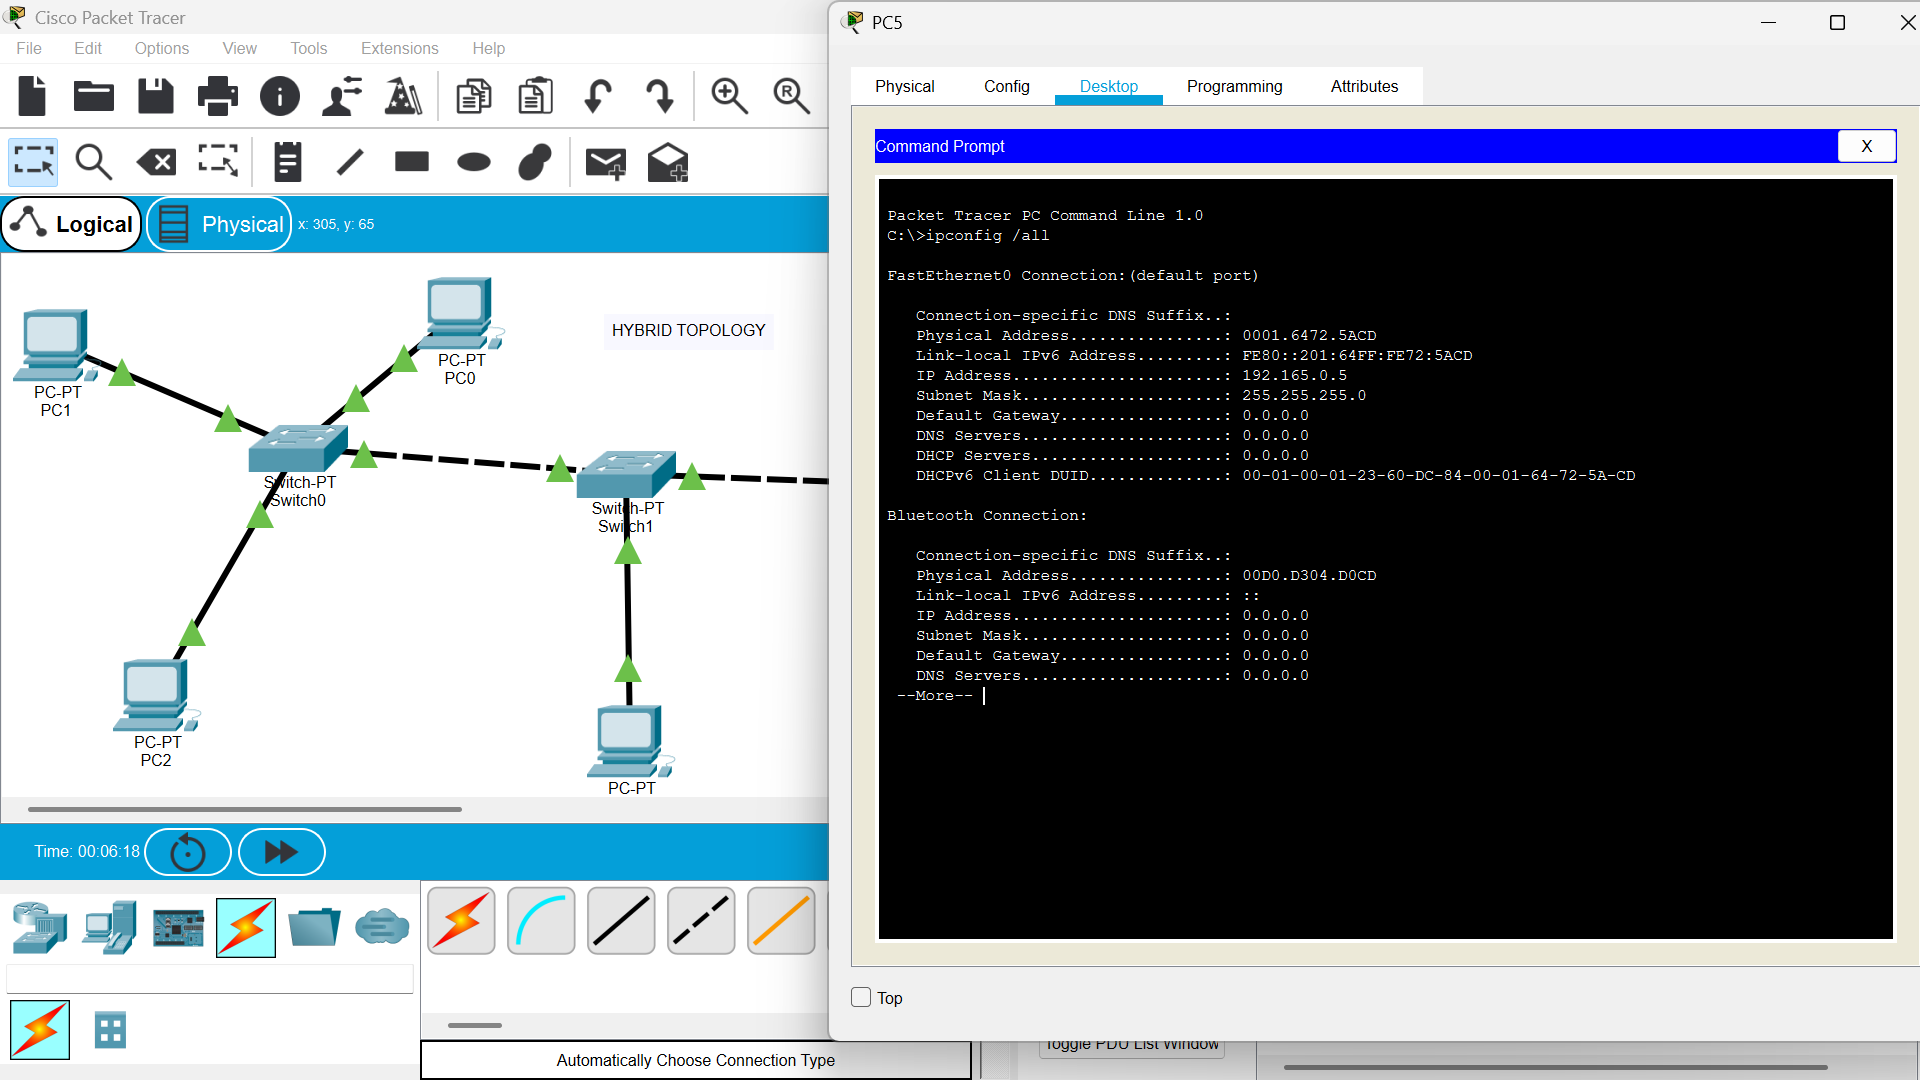 Cisco Packet Tracer
File Edit Options View Tools Extensions Help
R
Logical
Physical
x: 305, y: 65
HYBRID TOPOLOGY
PC-PT
PC0
PC-PT
PC1
Switch-PT
Switch0
Switch-PT
Switch1
PC-PT
PC2
PC-PT
Time: 00:06:18
Automatically Choose Connection Type
PC5
Physical Config Desktop Programming Attributes
Command Prompt
X
Packet Tracer PC Command Line 1.0
C:\>ipconfig /all
FastEthernet0 Connection:(default port)
Connection-specific DNS Suffix..:
Physical Address................: 0001.6472.5ACD
Link-local IPv6 Address.........: FE80::201:64FF:FE72:5ACD
IP Address......................: 192.165.0.5
Subnet Mask.....................: 255.255.255.0
Default Gateway.................: 0.0.0.0
DNS Servers.....................: 0.0.0.0
DHCP Servers....................: 0.0.0.0
DHCPv6 Client DUID..............: 00-01-00-01-23-60-DC-84-00-01-64-72-5A-CD
Bluetooth Connection:
Connection-specific DNS Suffix..:
Physical Address................: 00D0.D304.D0CD
Link-local IPv6 Address.........: ::
IP Address......................: 0.0.0.0
Subnet Mask.....................: 0.0.0.0
Default Gateway.................: 0.0.0.0
DNS Servers.....................: 0.0.0.0
--More--
Top
Toggle PDU List Window